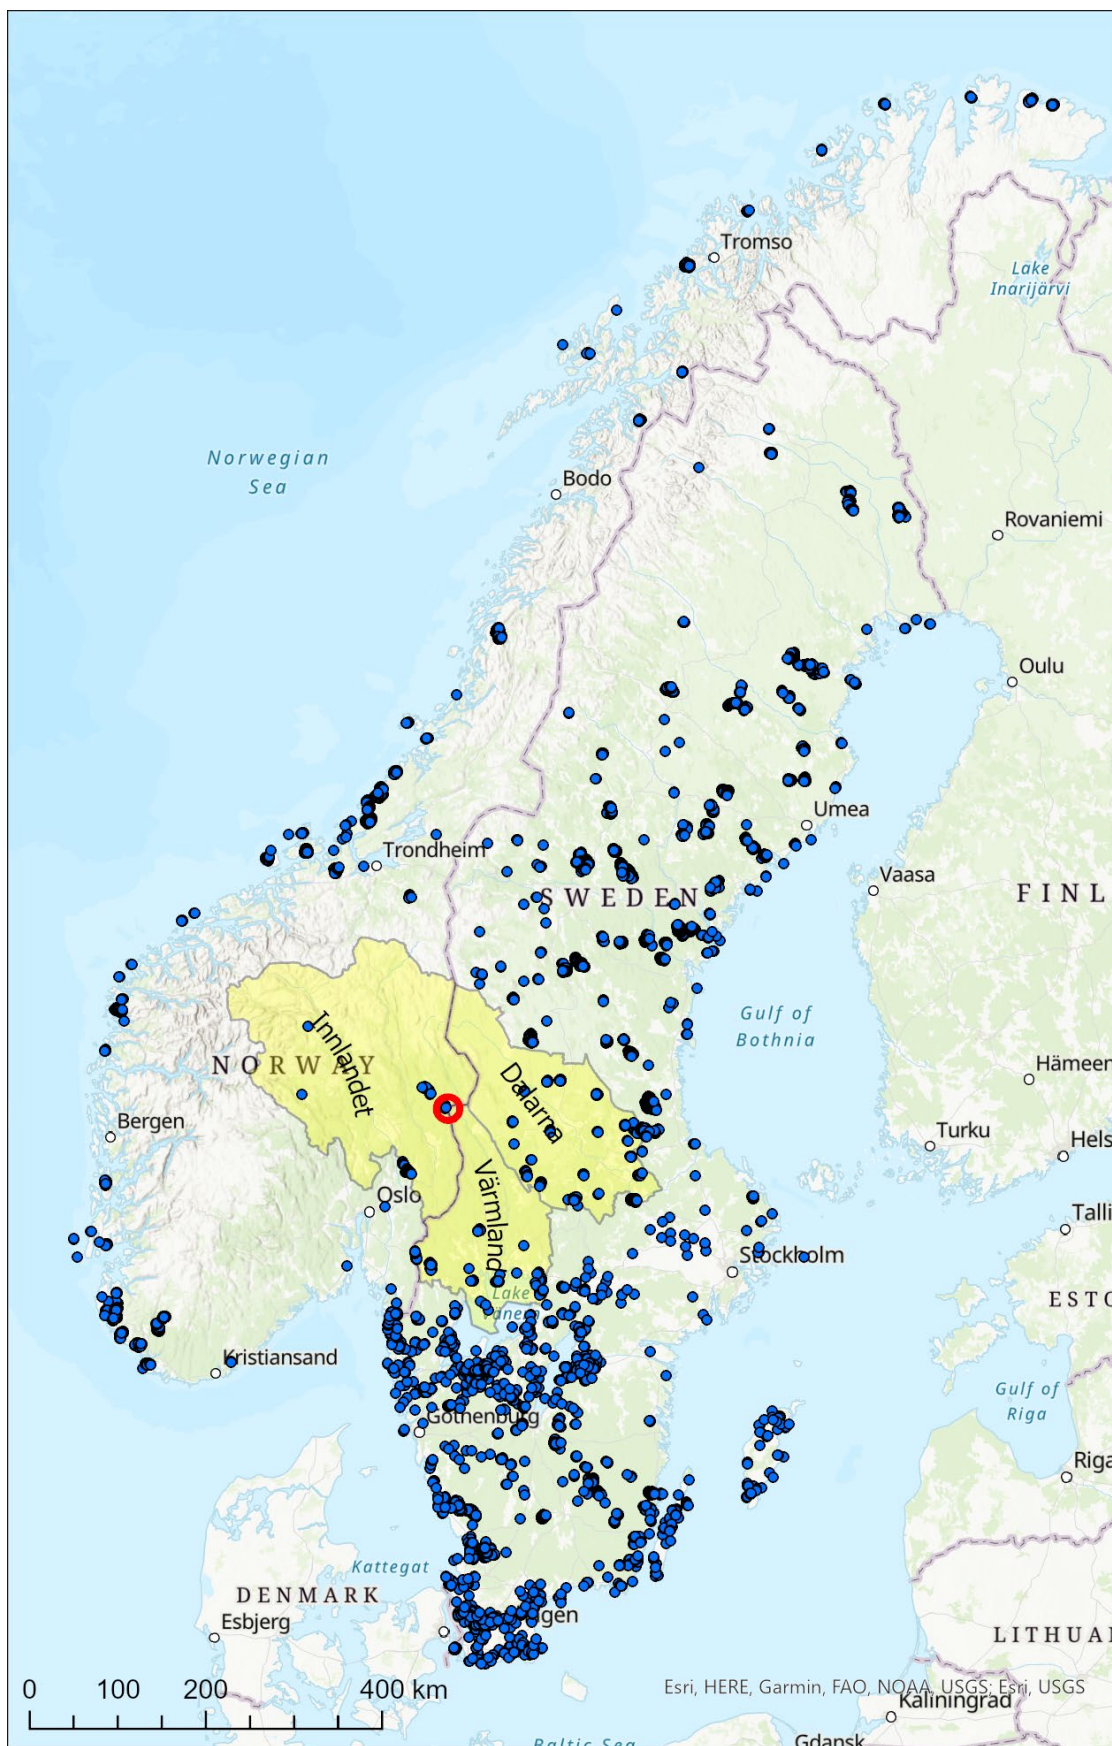 Tromso
Lake
Inarijärvi
Norwegian
Sea
Bodo
Rovaniemi
Oulu
Umea
Trondheim
Vaasa
SWEDEN
FINL
Gulf of
Bothnia
Innlandet
NORWAY
Dalarna
Hämeen
Bergen
Turku
Hels
Värmland
Oslo
Talli
Stockholm
Lake
änern
ESTO
Kristiansand
Gulf of
Riga
Gothenburg
Riga
Kattegat
DENMARK
Esbjerg
gen
LITHUA
0 100 200 400 km
Esri, HERE, Garmin, FAO, NOAA, USGS; Esri, USGS
Kaliningrad
Baltic Sea
Gdansk